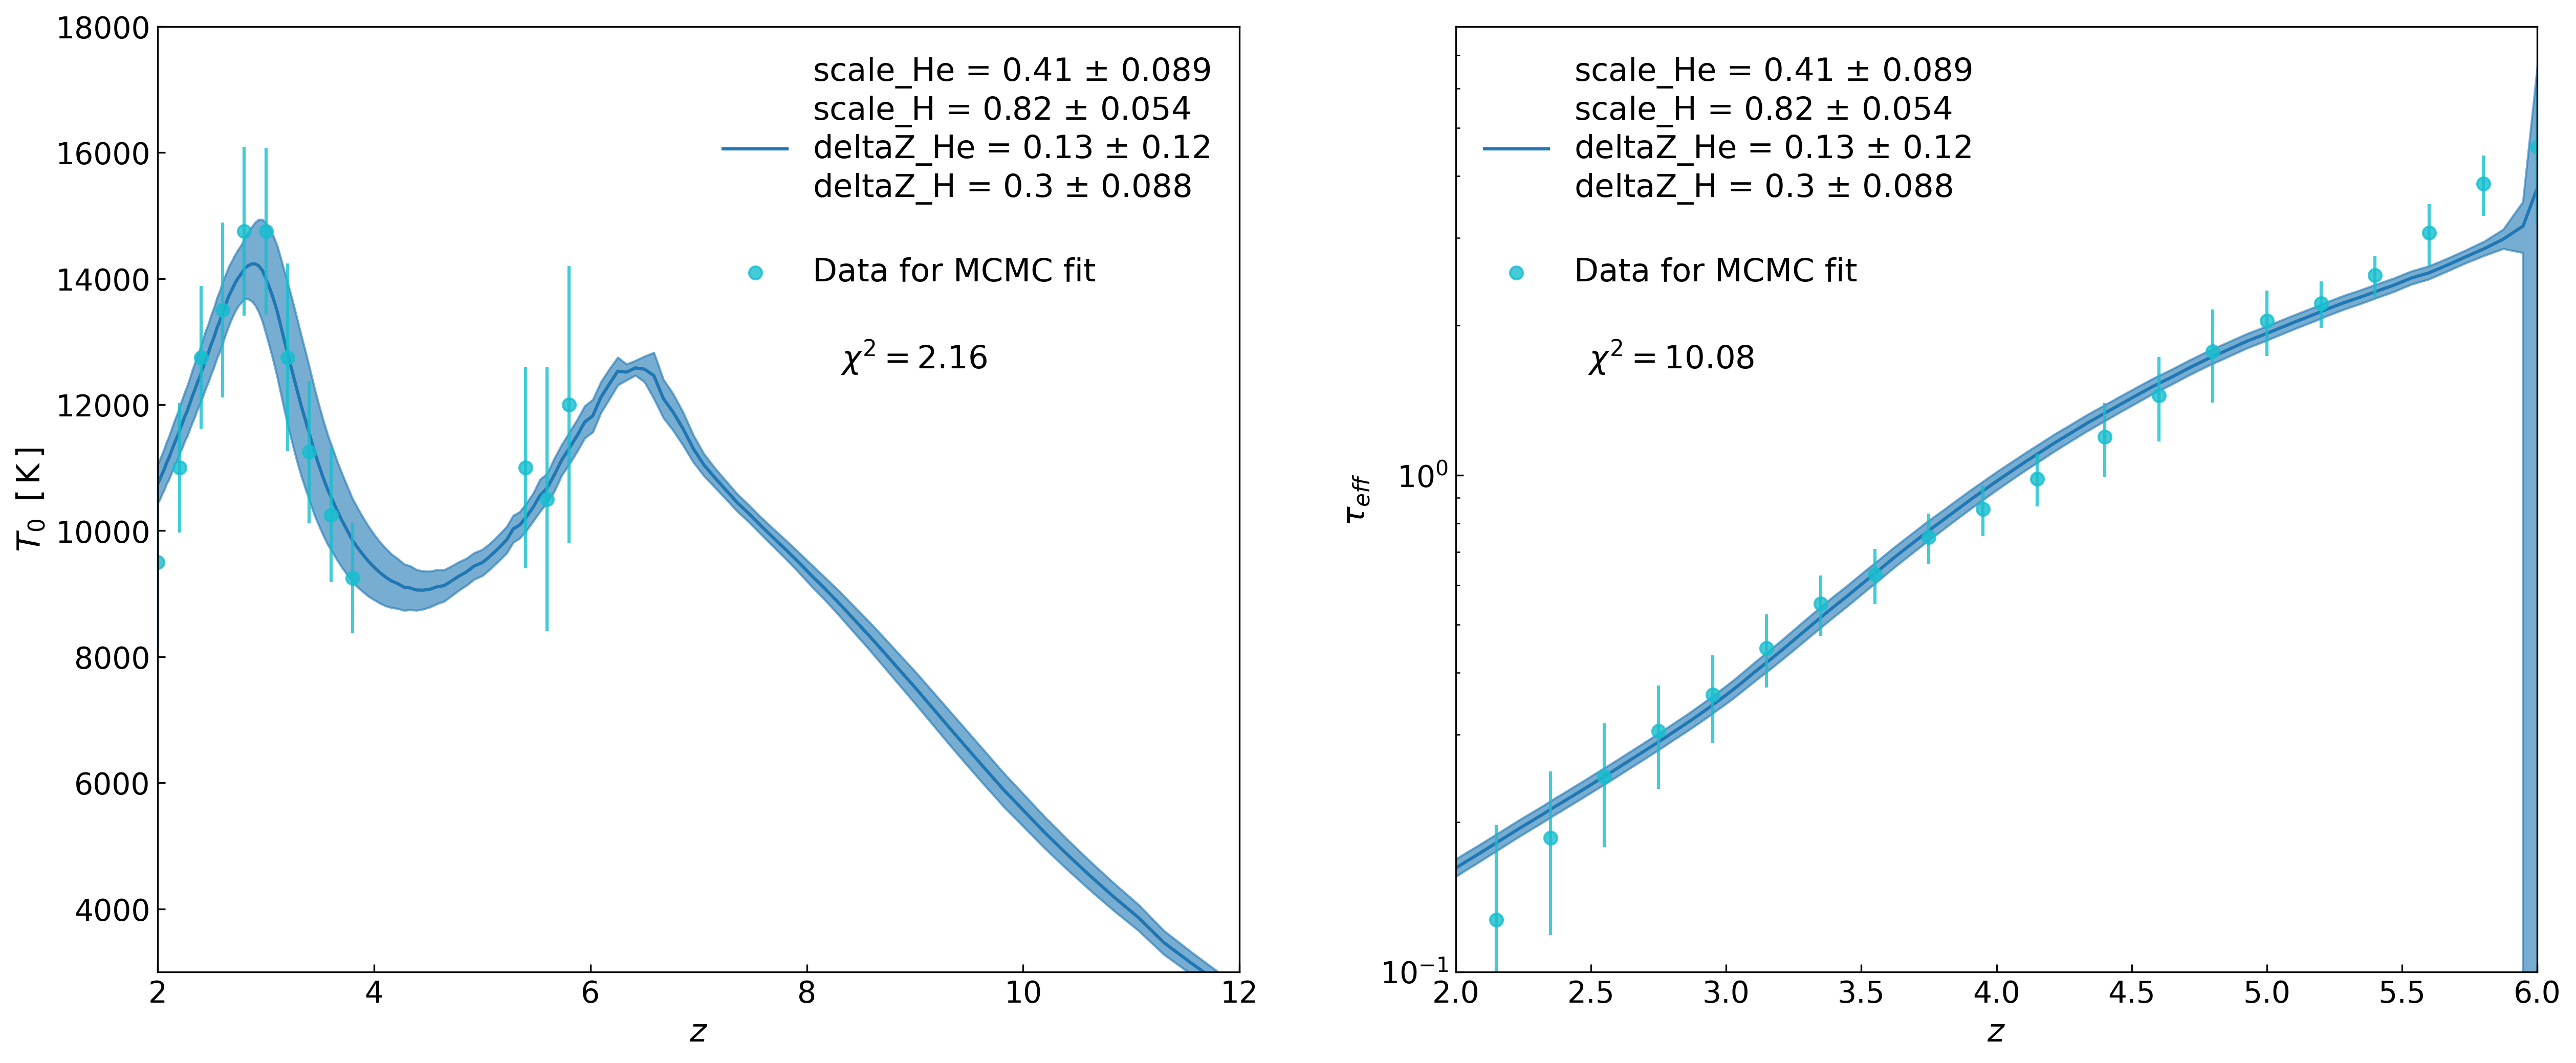 18000
16000
14000
12000
10000
8000
6000
4000
T₀ [ K ]
2
4
6
8
10
12
z
scale_He = 0.41 ± 0.089
scale_H = 0.82 ± 0.054
deltaZ_He = 0.13 ± 0.12
deltaZ_H = 0.3 ± 0.088
Data for MCMC fit
χ² = 2.16
10⁰
10⁻¹
τ_eff
2.0
2.5
3.0
3.5
4.0
4.5
5.0
5.5
6.0
z
scale_He = 0.41 ± 0.089
scale_H = 0.82 ± 0.054
deltaZ_He = 0.13 ± 0.12
deltaZ_H = 0.3 ± 0.088
Data for MCMC fit
χ² = 10.08